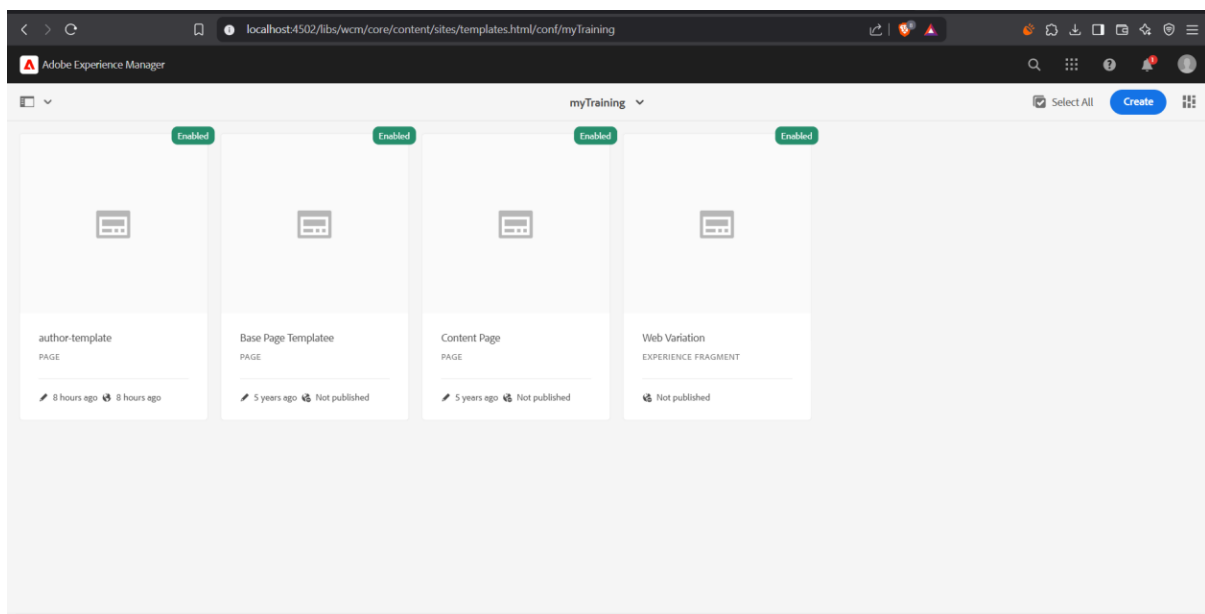 localhost:4502/libs/wcm/core/content/sites/templates.html/conf/myTraining
Adobe Experience Manager
myTraining
Select All
Create
Enabled
Enabled
Enabled
Enabled
author-template
Base Page Templatee
Content Page
Web Variation
PAGE
PAGE
PAGE
EXPERIENCE FRAGMENT
8 hours ago 8 hours ago
5 years ago Not published
5 years ago Not published
Not published